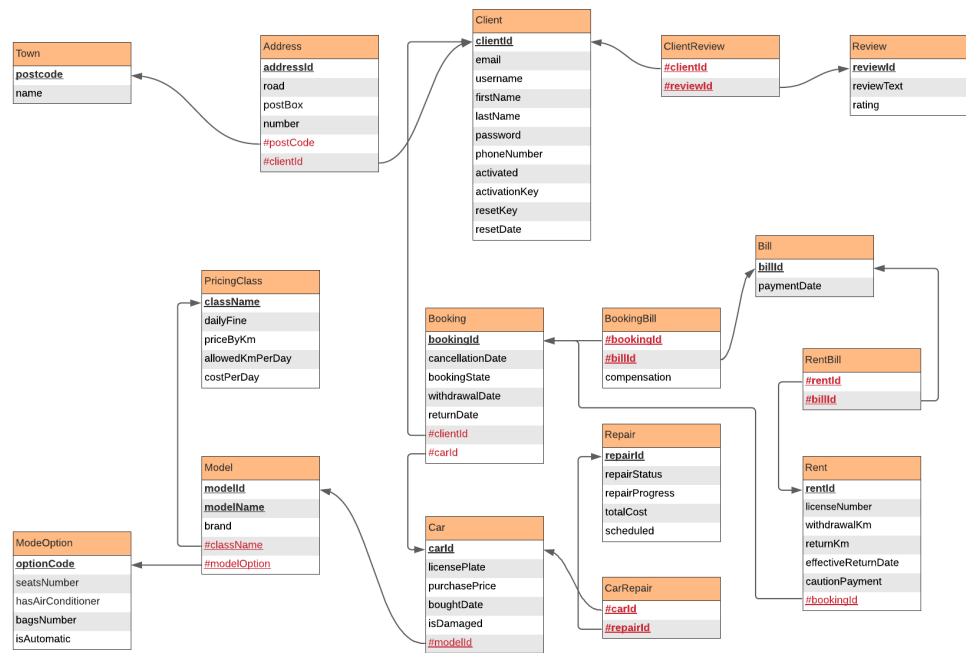 Town
postcode
name
Address
addressId
road
postBox
number
#postCode
#clientId
Client
clientId
email
username
firstName
lastName
password
phoneNumber
activated
activationKey
resetKey
resetDate
ClientReview
#clientId
#reviewId
Review
reviewId
reviewText
rating
PricingClass
className
dailyFine
priceByKm
allowedKmPerDay
costPerDay
Booking
bookingId
cancellationDate
bookingState
withdrawalDate
returnDate
#clientId
#carId
BookingBill
#bookingId
#billId
compensation
Bill
billId
paymentDate
RentBill
#rentId
#billId
Repair
repairId
repairStatus
repairProgress
totalCost
scheduled
Rent
rentId
licenseNumber
withdrawalKm
returnKm
effectiveReturnDate
cautionPayment
#bookingId
Model
modelId
modelName
brand
#className
#modelOption
ModeOption
optionCode
seatsNumber
hasAirConditioner
bagsNumber
isAutomatic
Car
carId
licensePlate
purchasePrice
boughtDate
isDamaged
#modelId
CarRepair
#carId
#repairId